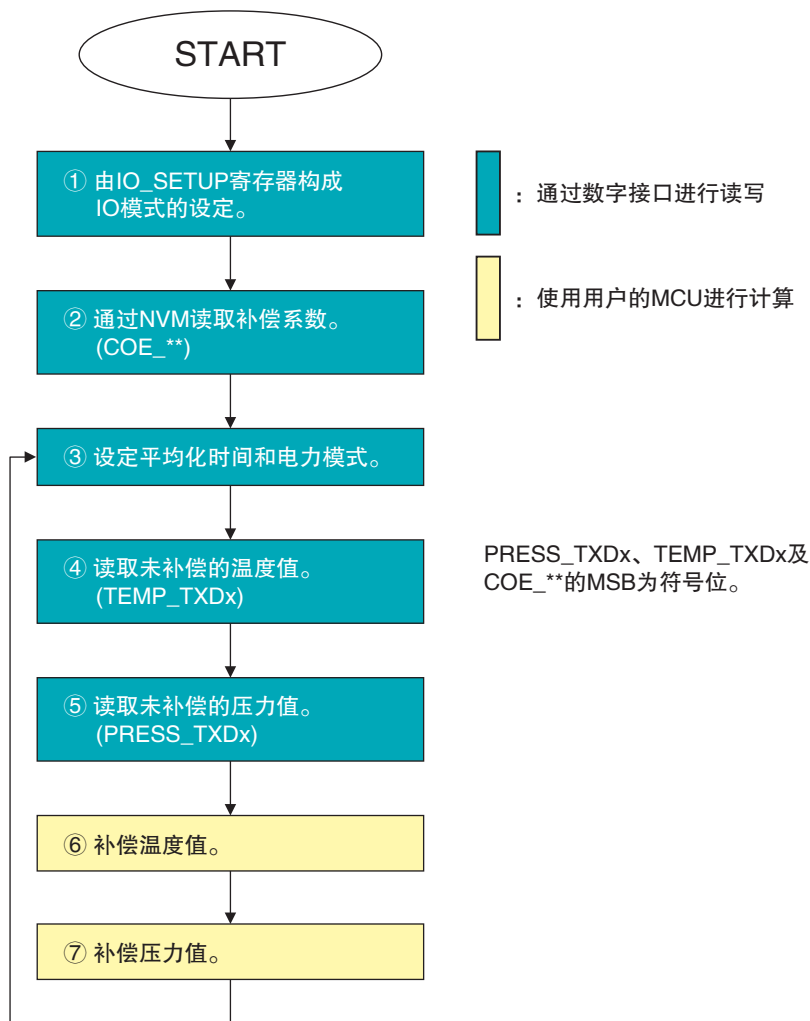 START
① 由IO_SETUP寄存器构成
IO模式的设定。
：通过数字接口进行读写
：使用用户的MCU进行计算
② 通过NVM读取补偿系数。
(COE_**)
③ 设定平均化时间和电力模式。
④ 读取未补偿的温度值。
(TEMP_TXDx)
PRESS_TXDx、TEMP_TXDx及
COE_**的MSB为符号位。
⑤ 读取未补偿的压力值。
(PRESS_TXDx)
⑥ 补偿温度值。
⑦ 补偿压力值。